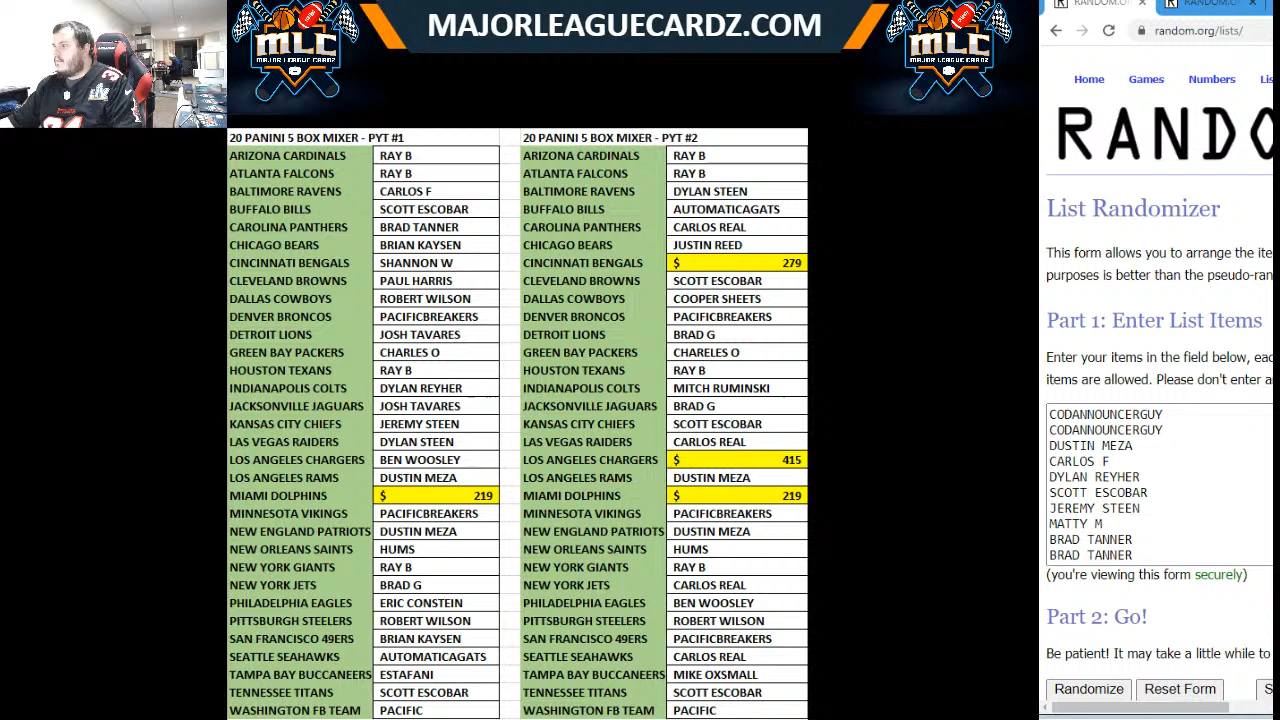 MAJORLEAGUECARDZ.COM
MLC
MAJOR LEAGUE CARDZ
MLC
MAJOR LEAGUE CARDZ
20 PANINI 5 BOX MIXER - PYT #1
ARIZONA CARDINALS RAY B
ATLANTA FALCONS RAY B
BALTIMORE RAVENS CARLOS F
BUFFALO BILLS SCOTT ESCOBAR
CAROLINA PANTHERS BRAD TANNER
CHICAGO BEARS BRIAN KAYSEN
CINCINNATI BENGALS SHANNON W
CLEVELAND BROWNS PAUL HARRIS
DALLAS COWBOYS ROBERT WILSON
DENVER BRONCOS PACIFICBREAKERS
DETROIT LIONS JOSH TAVARES
GREEN BAY PACKERS CHARLES O
HOUSTON TEXANS RAY B
INDIANAPOLIS COLTS DYLAN REYHER
JACKSONVILLE JAGUARS JOSH TAVARES
KANSAS CITY CHIEFS JEREMY STEEN
LAS VEGAS RAIDERS DYLAN STEEN
LOS ANGELES CHARGERS BEN WOOSLEY
LOS ANGELES RAMS DUSTIN MEZA
MIAMI DOLPHINS $ 219
MINNESOTA VIKINGS PACIFICBREAKERS
NEW ENGLAND PATRIOTS DUSTIN MEZA
NEW ORLEANS SAINTS HUMS
NEW YORK GIANTS RAY B
NEW YORK JETS BRAD G
PHILADELPHIA EAGLES ERIC CONSTEIN
PITTSBURGH STEELERS ROBERT WILSON
SAN FRANCISCO 49ERS BRIAN KAYSEN
SEATTLE SEAHAWKS AUTOMATICAGATS
TAMPA BAY BUCCANEERS ESTAFANI
TENNESSEE TITANS SCOTT ESCOBAR
WASHINGTON FB TEAM PACIFIC
20 PANINI 5 BOX MIXER - PYT #2
ARIZONA CARDINALS RAY B
ATLANTA FALCONS RAY B
BALTIMORE RAVENS DYLAN STEEN
BUFFALO BILLS AUTOMATICAGATS
CAROLINA PANTHERS CARLOS REAL
CHICAGO BEARS JUSTIN REED
CINCINNATI BENGALS $ 279
CLEVELAND BROWNS SCOTT ESCOBAR
DALLAS COWBOYS COOPER SHEETS
DENVER BRONCOS PACIFICBREAKERS
DETROIT LIONS BRAD G
GREEN BAY PACKERS CHARELES O
HOUSTON TEXANS RAY B
INDIANAPOLIS COLTS MITCH RUMINSKI
JACKSONVILLE JAGUARS BRAD G
KANSAS CITY CHIEFS SCOTT ESCOBAR
LAS VEGAS RAIDERS CARLOS REAL
LOS ANGELES CHARGERS $ 415
LOS ANGELES RAMS DUSTIN MEZA
MIAMI DOLPHINS $ 219
MINNESOTA VIKINGS PACIFICBREAKERS
NEW ENGLAND PATRIOTS DUSTIN MEZA
NEW ORLEANS SAINTS HUMS
NEW YORK GIANTS RAY B
NEW YORK JETS CARLOS REAL
PHILADELPHIA EAGLES BEN WOOSLEY
PITTSBURGH STEELERS ROBERT WILSON
SAN FRANCISCO 49ERS PACIFICBREAKERS
SEATTLE SEAHAWKS CARLOS REAL
TAMPA BAY BUCCANEERS MIKE OXSMALL
TENNESSEE TITANS SCOTT ESCOBAR
WASHINGTON FB TEAM PACIFIC
random.org/lists/
Home Games Numbers Lis
RANDO
List Randomizer
This form allows you to arrange the ite
purposes is better than the pseudo-ran
Part 1: Enter List Items
Enter your items in the field below, eac
items are allowed. Please don't enter a
CODANNOUNCERGUY
CODANNOUNCERGUY
DUSTIN MEZA
CARLOS F
DYLAN REYHER
SCOTT ESCOBAR
JEREMY STEEN
MATTY M
BRAD TANNER
BRAD TANNER
(you're viewing this form securely)
Part 2: Go!
Be patient! It may take a little while to
Randomize Reset Form S